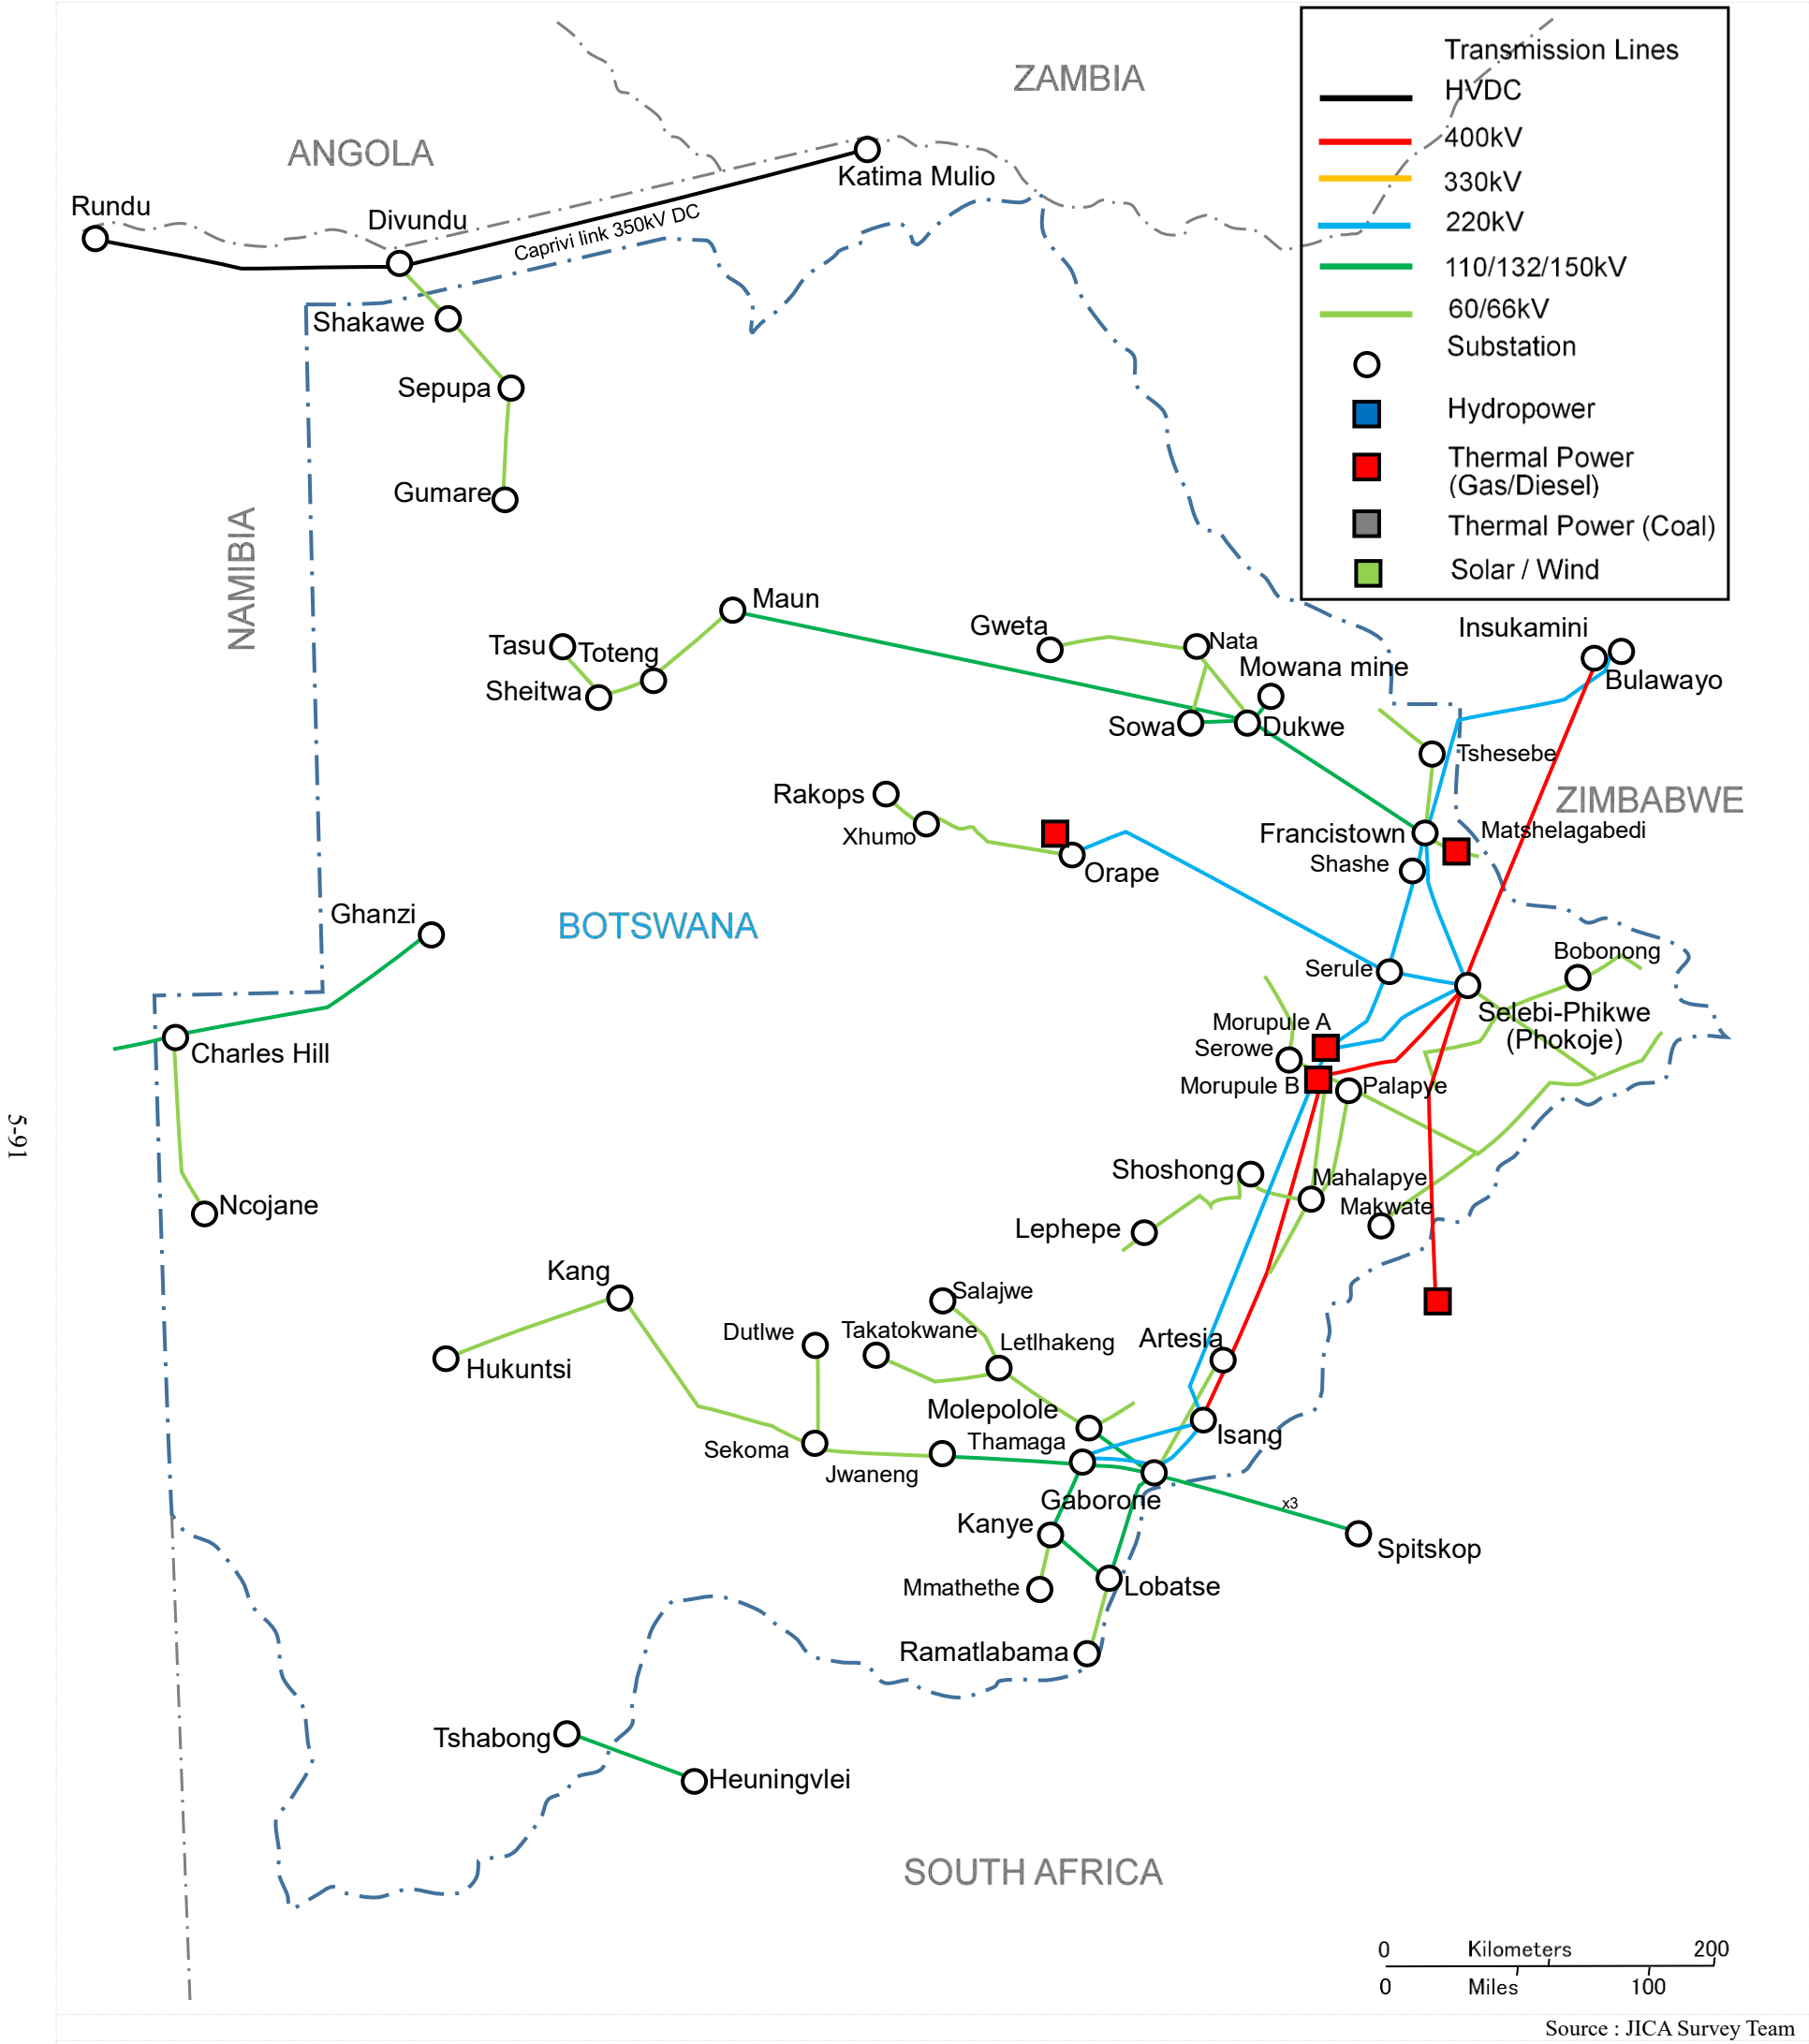 Transmission Lines
HVDC
400kV
330kV
220kV
110/132/150kV
60/66kV
Substation
Hydropower
Thermal Power
(Gas/Diesel)
Thermal Power (Coal)
Solar / Wind
ZAMBIA
ANGOLA
Katima Mulio
Rundu
Divundu
Caprivi link 350kV DC
Shakawe
Sepupa
Gumare
NAMIBIA
Maun
Tasu
Toteng
Sheitwa
Gweta
Nata
Mowana mine
Sowa
Dukwe
Insukamini
Bulawayo
Tshesebe
ZIMBABWE
Rakops
Xhumo
Orape
Francistown
Matshelagabedi
Shashe
Ghanzi
BOTSWANA
Serule
Bobonong
Selebi-Phikwe
(Phokoje)
Morupule A
Serowe
Morupule B
Palapye
Charles Hill
5-91
Ncojane
Shoshong
Mahalapye
Makwate
Lephepe
Kang
Hukuntsi
Salajwe
Dutlwe
Takatokwane
Letlhakeng
Artesia
Molepolole
Isang
Sekoma
Thamaga
Jwaneng
Gaborone
x3
Kanye
Spitskop
Mmathethe
Lobatse
Ramatlabama
Tshabong
Heuningvlei
SOUTH AFRICA
0 Kilometers 200
0 Miles 100
Source : JICA Survey Team